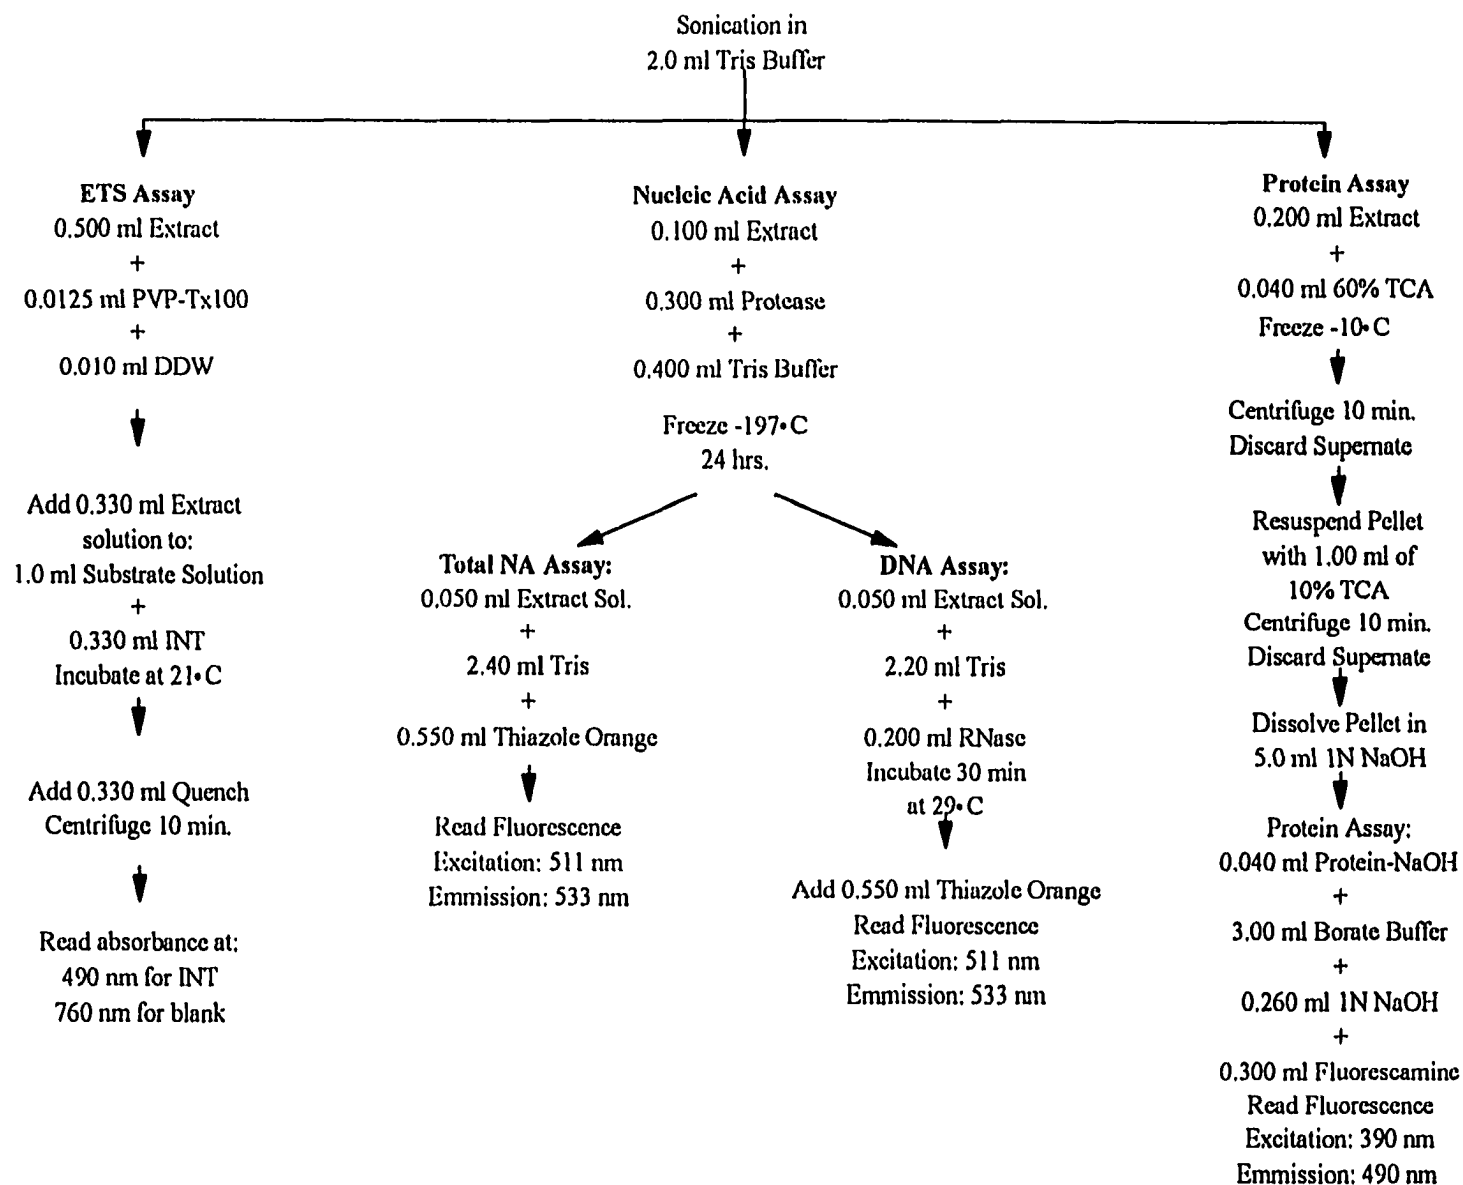 Sonication in
2.0 ml Tris Buffer
ETS Assay
0.500 ml Extract
+
0.0125 ml PVP-Tx100
+
0.010 ml DDW
Add 0.330 ml Extract
solution to:
1.0 ml Substrate Solution
+
0.330 ml INT
Incubate at 21•C
Add 0.330 ml Quench
Centrifuge 10 min.
Read absorbance at:
490 nm for INT
760 nm for blank
Nucleic Acid Assay
0.100 ml Extract
+
0.300 ml Protease
+
0.400 ml Tris Buffer
Freeze -197•C
24 hrs.
Total NA Assay:
0.050 ml Extract Sol.
+
2.40 ml Tris
+
0.550 ml Thiazole Orange
Read Fluorescence
Excitation: 511 nm
Emmission: 533 nm
DNA Assay:
0.050 ml Extract Sol.
+
2.20 ml Tris
+
0.200 ml RNase
Incubate 30 min
at 29•C
Add 0.550 ml Thiazole Orange
Read Fluorescence
Excitation: 511 nm
Emmission: 533 nm
Protein Assay
0.200 ml Extract
+
0.040 ml 60% TCA
Freeze -10•C
Centrifuge 10 min.
Discard Supernate
Resuspend Pellet
with 1.00 ml of
10% TCA
Centrifuge 10 min.
Discard Supernate
Dissolve Pellet in
5.0 ml 1N NaOH
Protein Assay:
0.040 ml Protein-NaOH
+
3.00 ml Borate Buffer
+
0.260 ml 1N NaOH
+
0.300 ml Fluorescamine
Read Fluorescence
Excitation: 390 nm
Emmission: 490 nm